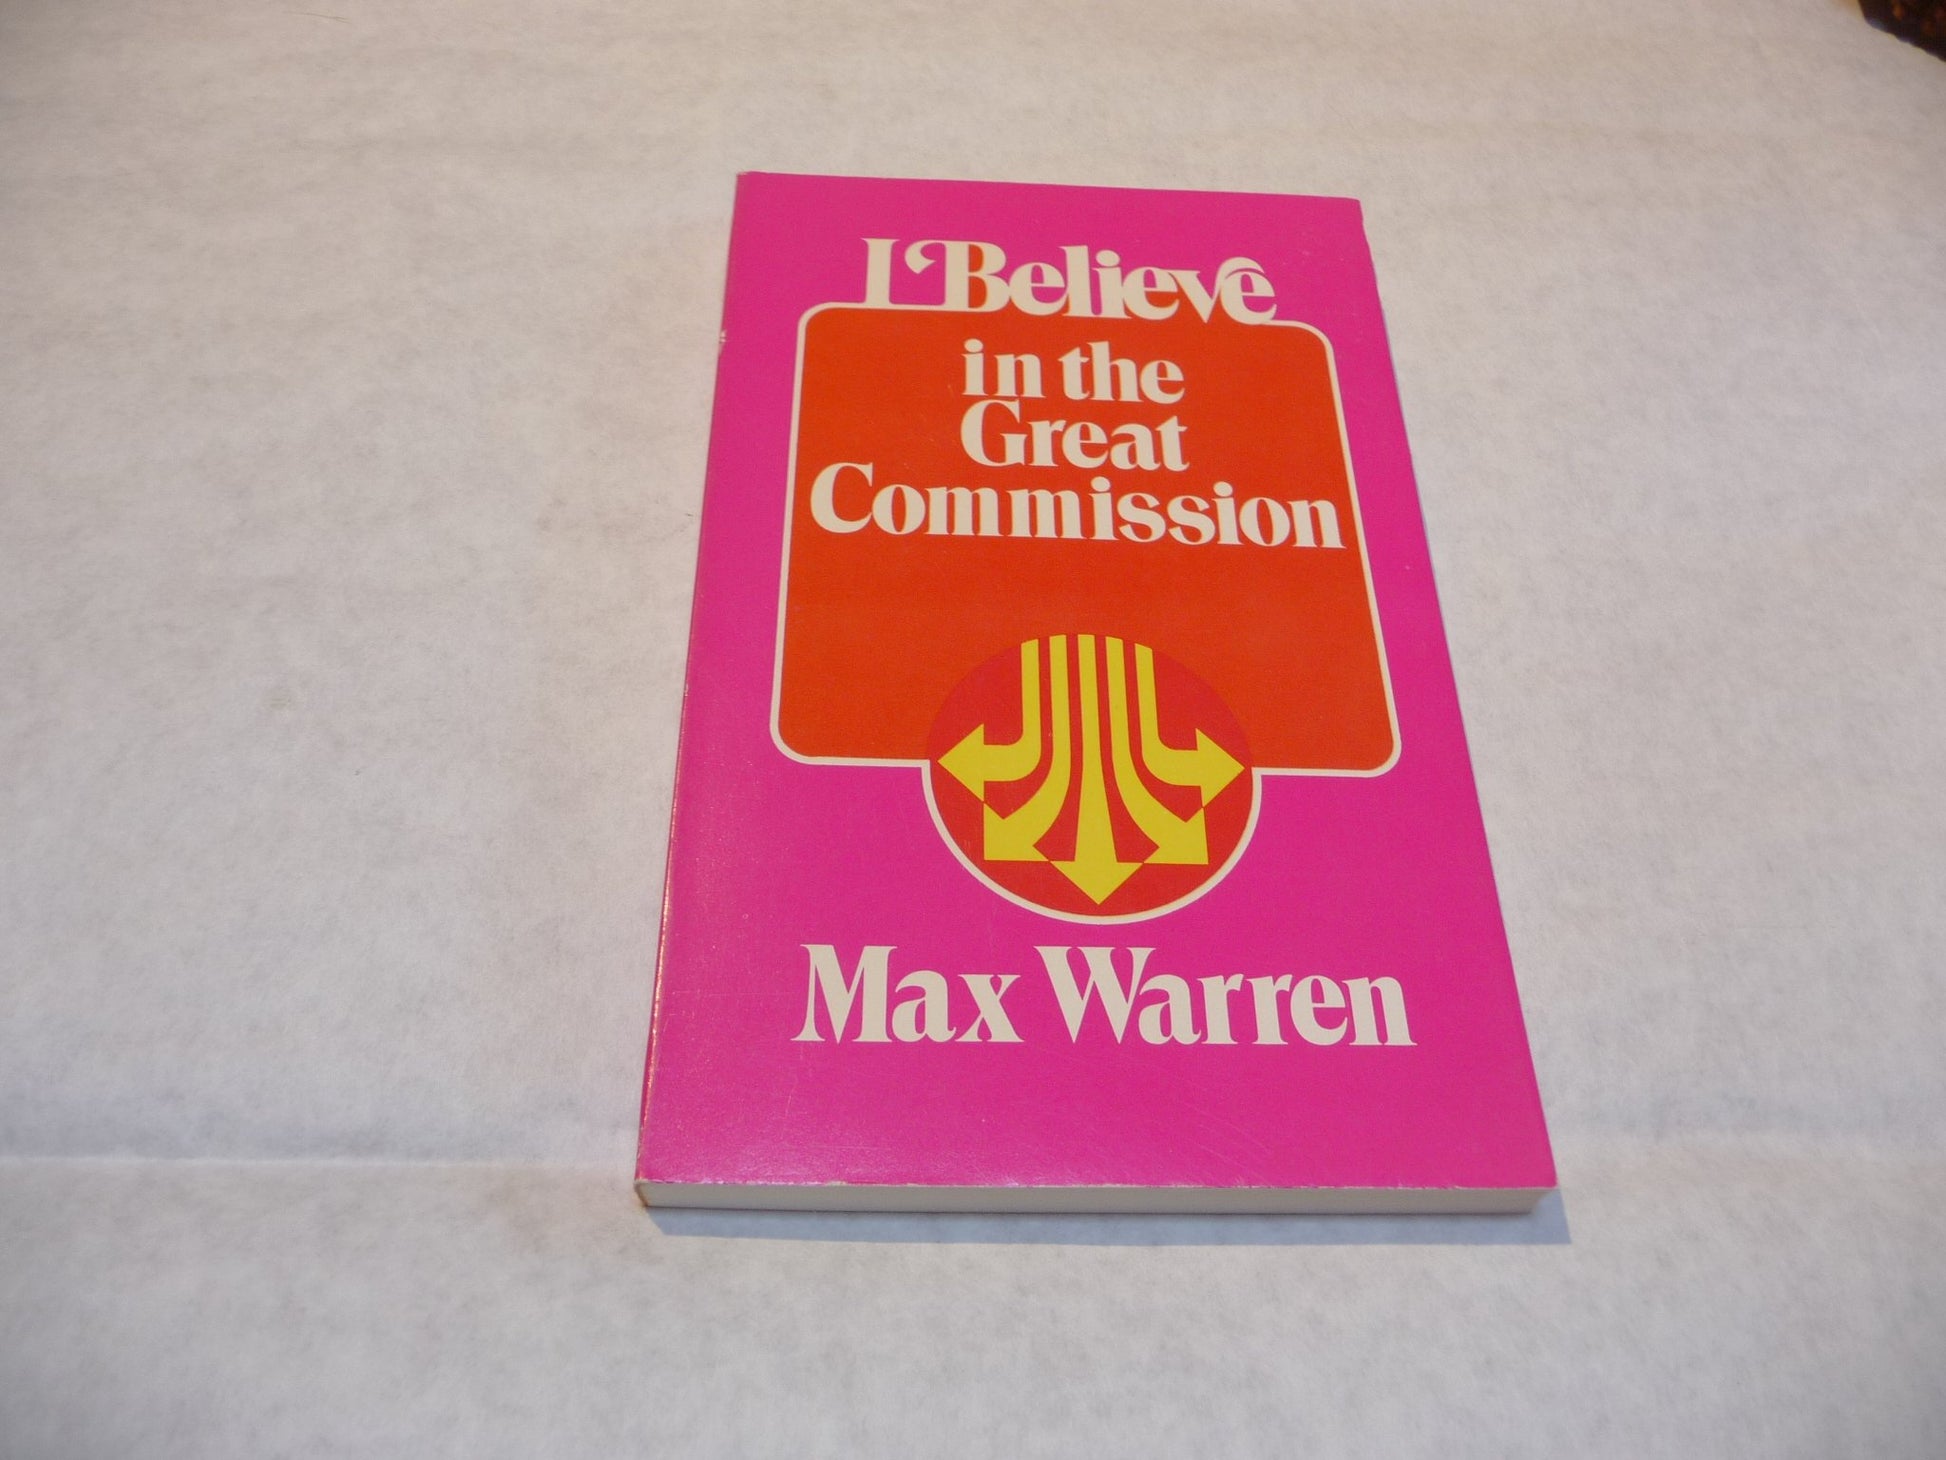 I Believe
in the
Great
Commission
Max Warren